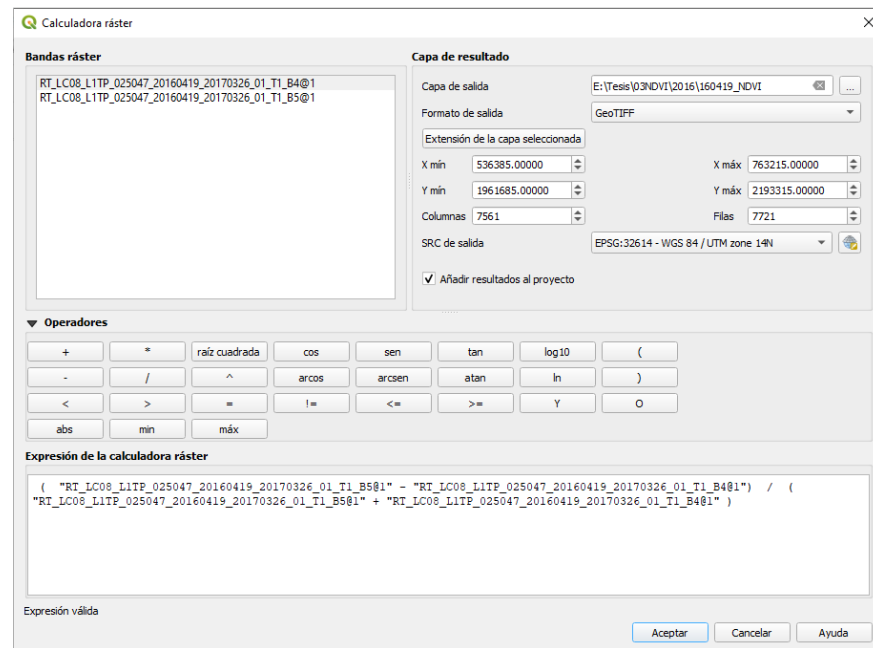 Calculadora ráster
Bandas ráster
RT_LC08_L1TP_025047_20160419_20170326_01_T1_B4@1
RT_LC08_L1TP_025047_20160419_20170326_01_T1_B5@1
Capa de resultado
Capa de salida E:\Tesis\03NDVI\2016\160419_NDVI ...
Formato de salida GeoTIFF
Extensión de la capa seleccionada
X mín 536385.00000 X máx 763215.00000
Y mín 1961685.00000 Y máx 2193315.00000
Columnas 7561 Filas 7721
SRC de salida EPSG:32614 - WGS 84 / UTM zone 14N
Añadir resultados al proyecto
Operadores
+ * raíz cuadrada cos sen tan log10 (
- / ^ arcos arcsen atan ln )
< > = != <= >= Y O
abs min máx
Expresión de la calculadora ráster
( "RT_LC08_L1TP_025047_20160419_20170326_01_T1_B5@1" - "RT_LC08_L1TP_025047_20160419_20170326_01_T1_B4@1") / (
"RT_LC08_L1TP_025047_20160419_20170326_01_T1_B5@1" + "RT_LC08_L1TP_025047_20160419_20170326_01_T1_B4@1" )
Expresión válida
Aceptar Cancelar Ayuda